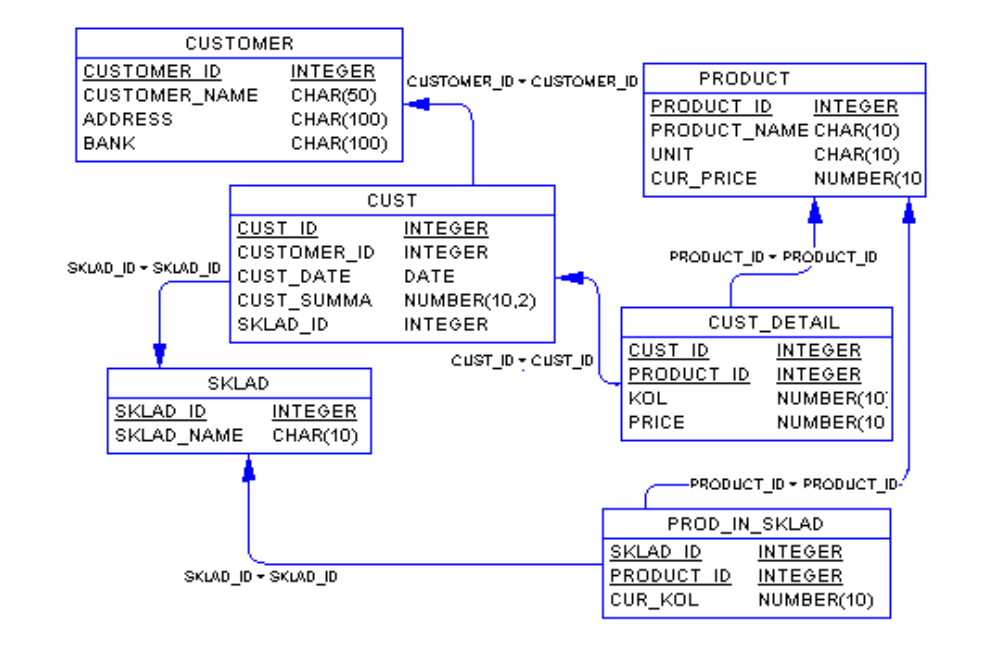 CUSTOMER
CUSTOMER_ID INTEGER
CUSTOMER_NAME CHAR(50)
ADDRESS CHAR(100)
BANK CHAR(100)
CUSTOMER_ID = CUSTOMER_ID
PRODUCT
PRODUCT_ID INTEGER
PRODUCT_NAME CHAR(10)
UNIT CHAR(10)
CUR_PRICE NUMBER(10
CUST
CUST_ID INTEGER
CUSTOMER_ID INTEGER
CUST_DATE DATE
CUST_SUMMA NUMBER(10,2)
SKLAD_ID INTEGER
SKLAD_ID = SKLAD_ID
PRODUCT_ID = PRODUCT_ID
CUST_DETAIL
CUST_ID INTEGER
PRODUCT_ID INTEGER
KOL NUMBER(10)
PRICE NUMBER(10
CUST_ID = CUST_ID
SKLAD
SKLAD_ID INTEGER
SKLAD_NAME CHAR(10)
PRODUCT_ID = PRODUCT_ID
PROD_IN_SKLAD
SKLAD_ID INTEGER
PRODUCT_ID INTEGER
CUR_KOL NUMBER(10)
SKLAD_ID = SKLAD_ID